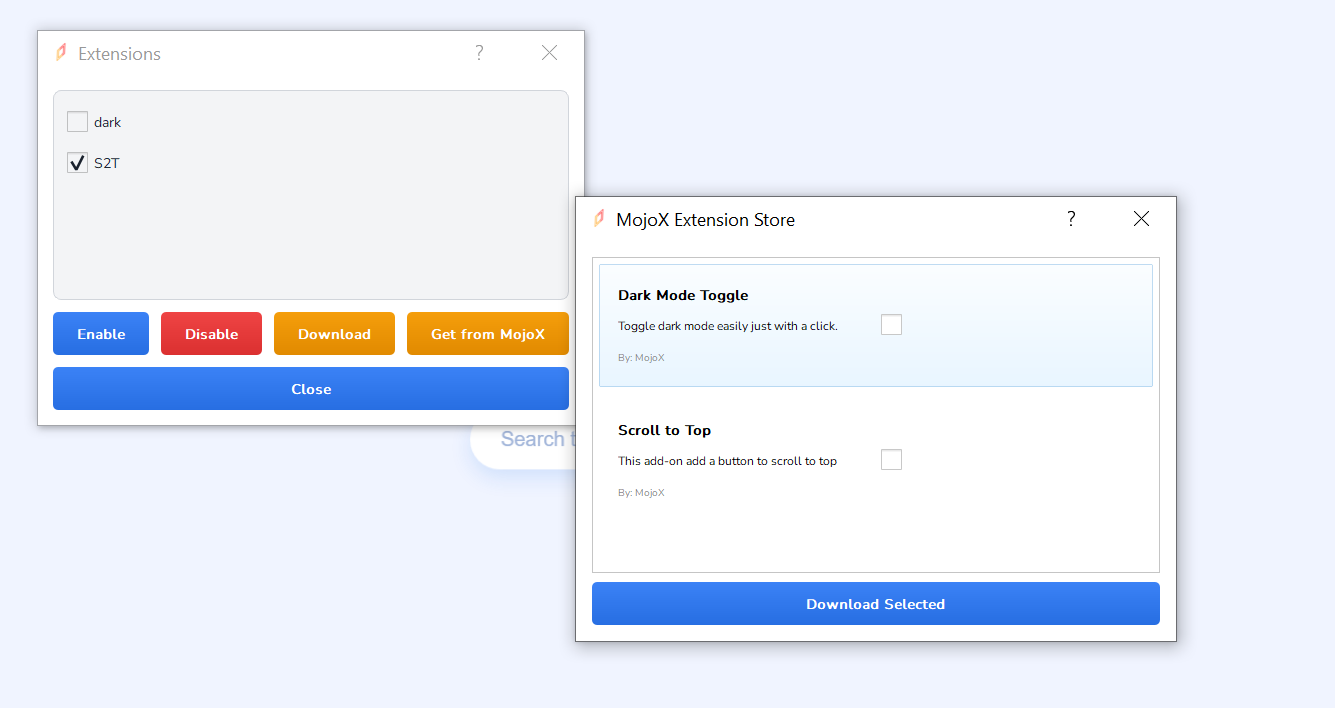 Extensions
?
dark
S2T
Enable
Disable
Download
Get from MojoX
Close
Search t
MojoX Extension Store
?
Dark Mode Toggle
Toggle dark mode easily just with a click.
By: MojoX
Scroll to Top
This add-on add a button to scroll to top
By: MojoX
Download Selected